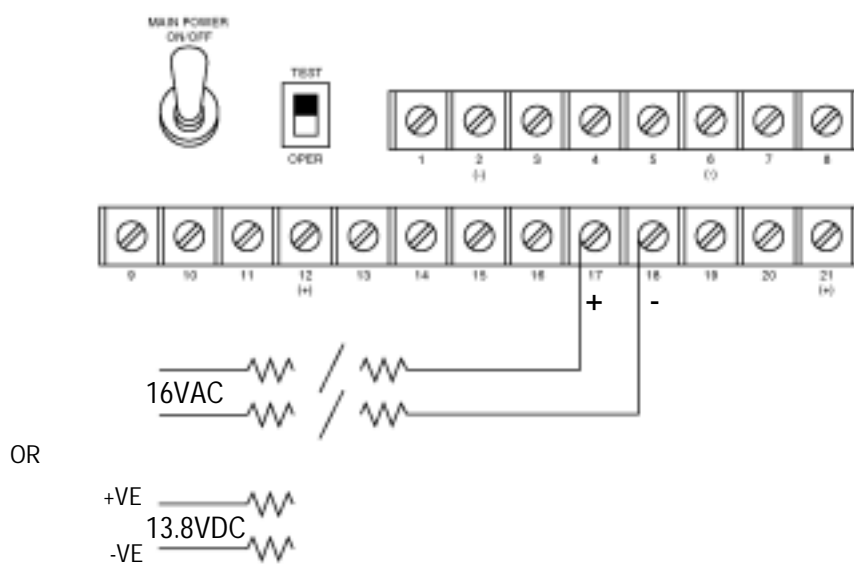 MAIN POWER
ON/OFF
TEST
OPER
1 2 3 4 5 6 7 8
(-)
9 10 11 12 13 14 15 16 17 18 19 20 21
(+) (+)
+ -
16VAC
OR
+VE
13.8VDC
-VE